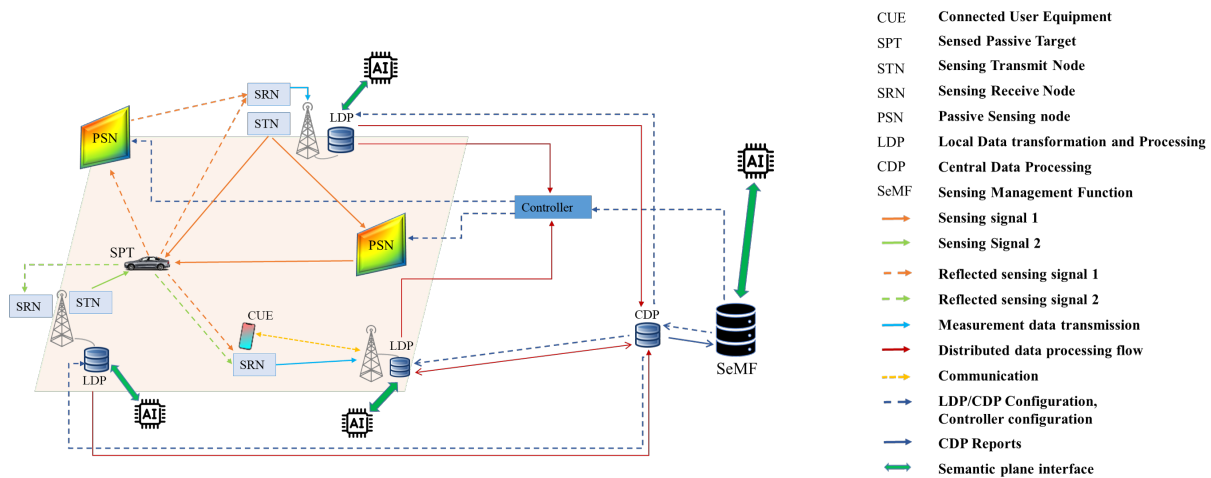 AI
SRN
STN
LDP
PSN
AI
Controller
PSN
SPT
SRN
STN
CUE
CDP
LDP
SRN
SeMF
LDP
AI
AI
CUE Connected User Equipment
SPT Sensed Passive Target
STN Sensing Transmit Node
SRN Sensing Receive Node
PSN Passive Sensing node
LDP Local Data transformation and Processing
CDP Central Data Processing
SeMF Sensing Management Function
Sensing signal 1
Sensing Signal 2
Reflected sensing signal 1
Reflected sensing signal 2
Measurement data transmission
Distributed data processing flow
Communication
LDP/CDP Configuration,
Controller configuration
CDP Reports
Semantic plane interface